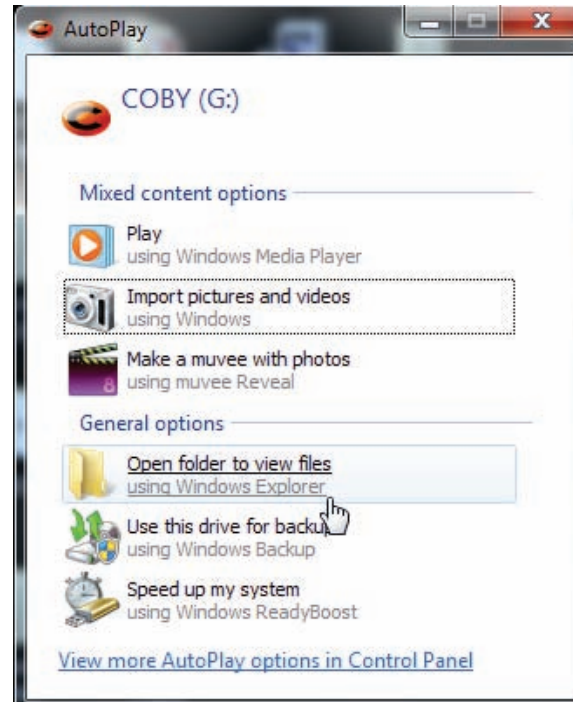 AutoPlay
COBY (G:)
Mixed content options
Play
using Windows Media Player
Import pictures and videos
using Windows
Make a muvee with photos
8
using muvee Reveal
General options
Open folder to view files
using Windows Explorer
Use this drive for backup
using Windows Backup
Speed up my system
using Windows ReadyBoost
View more AutoPlay options in Control Panel